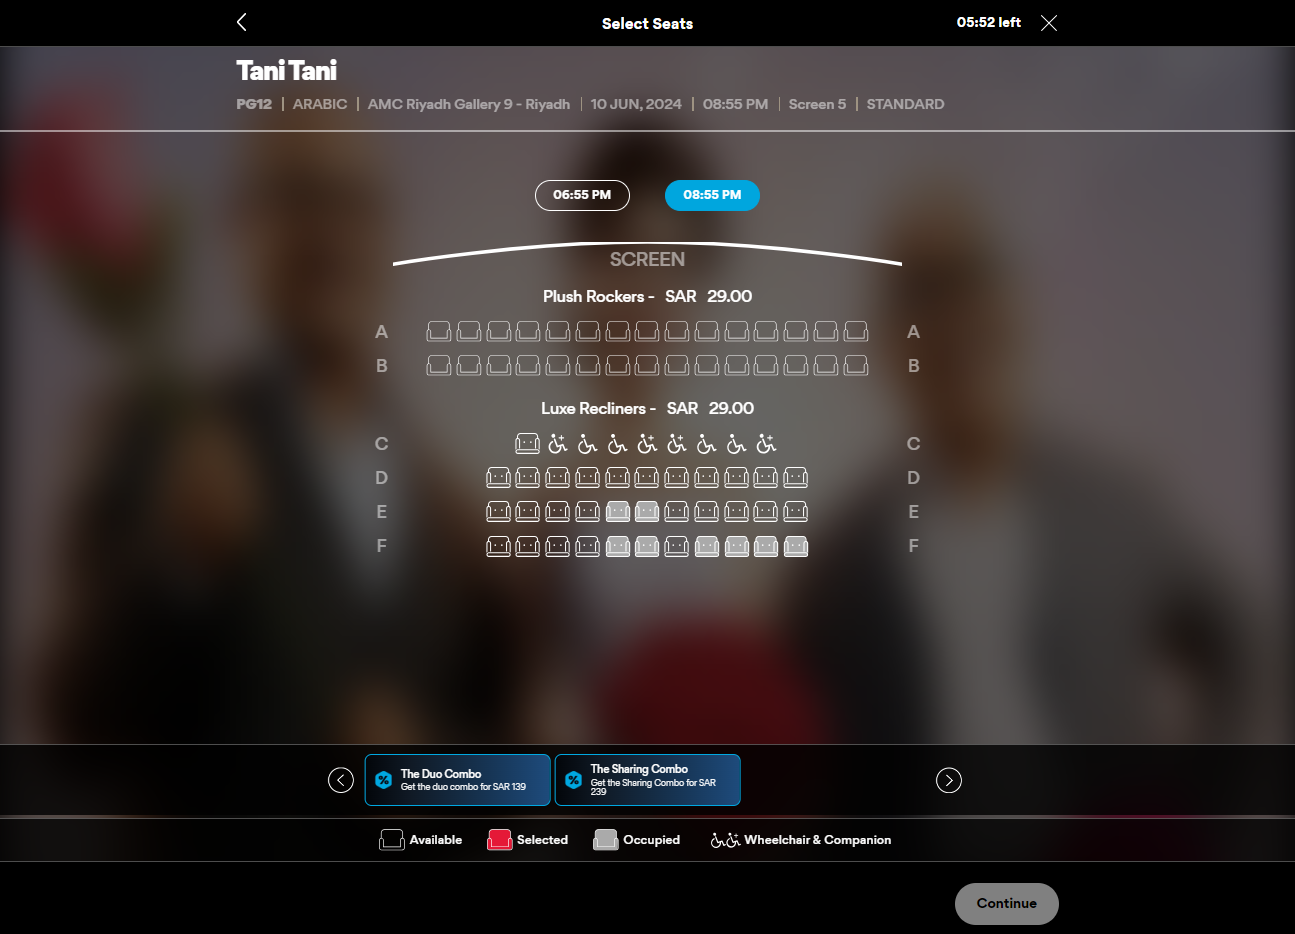 Select Seats
05:52 left
Tani Tani
PG12 | ARABIC | AMC Riyadh Gallery 9 - Riyadh | 10 JUN, 2024 | 08:55 PM | Screen 5 | STANDARD
06:55 PM 08:55 PM
SCREEN
Plush Rockers - SAR 29.00
A A
B B
Luxe Recliners - SAR 29.00
C C
D D
E E
F F
The Duo Combo
Get the duo combo for SAR 139
The Sharing Combo
Get the Sharing Combo for SAR
239
Available Selected Occupied Wheelchair & Companion
Continue